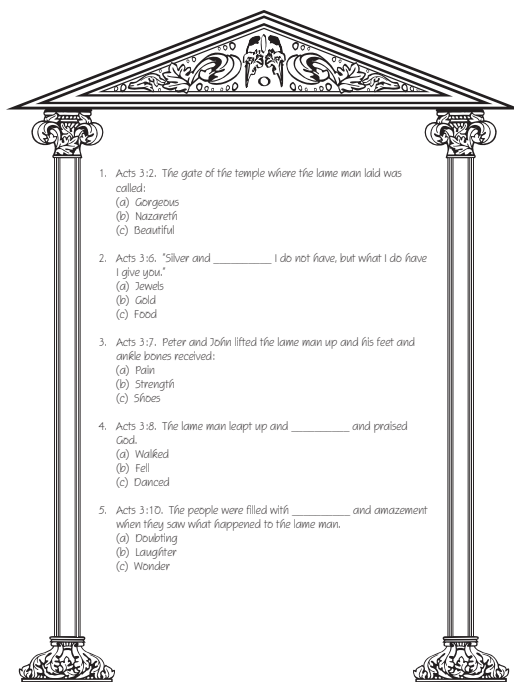 1. Acts 3:2. The gate of the temple where the lame man laid was
called:
(a) Gorgeous
(b) Nazareth
(c) Beautiful
2. Acts 3:6. "Silver and __________ I do not have, but what I do have
I give you."
(a) Jewels
(b) Gold
(c) Food
3. Acts 3:7. Peter and John lifted the lame man up and his feet and
ankle bones received:
(a) Pain
(b) Strength
(c) Shoes
4. Acts 3:8. The lame man leapt up and __________ and praised
God.
(a) Walked
(b) Fell
(c) Danced
5. Acts 3:10. The people were filled with __________ and amazement
when they saw what happened to the lame man.
(a) Doubting
(b) Laughter
(c) Wonder